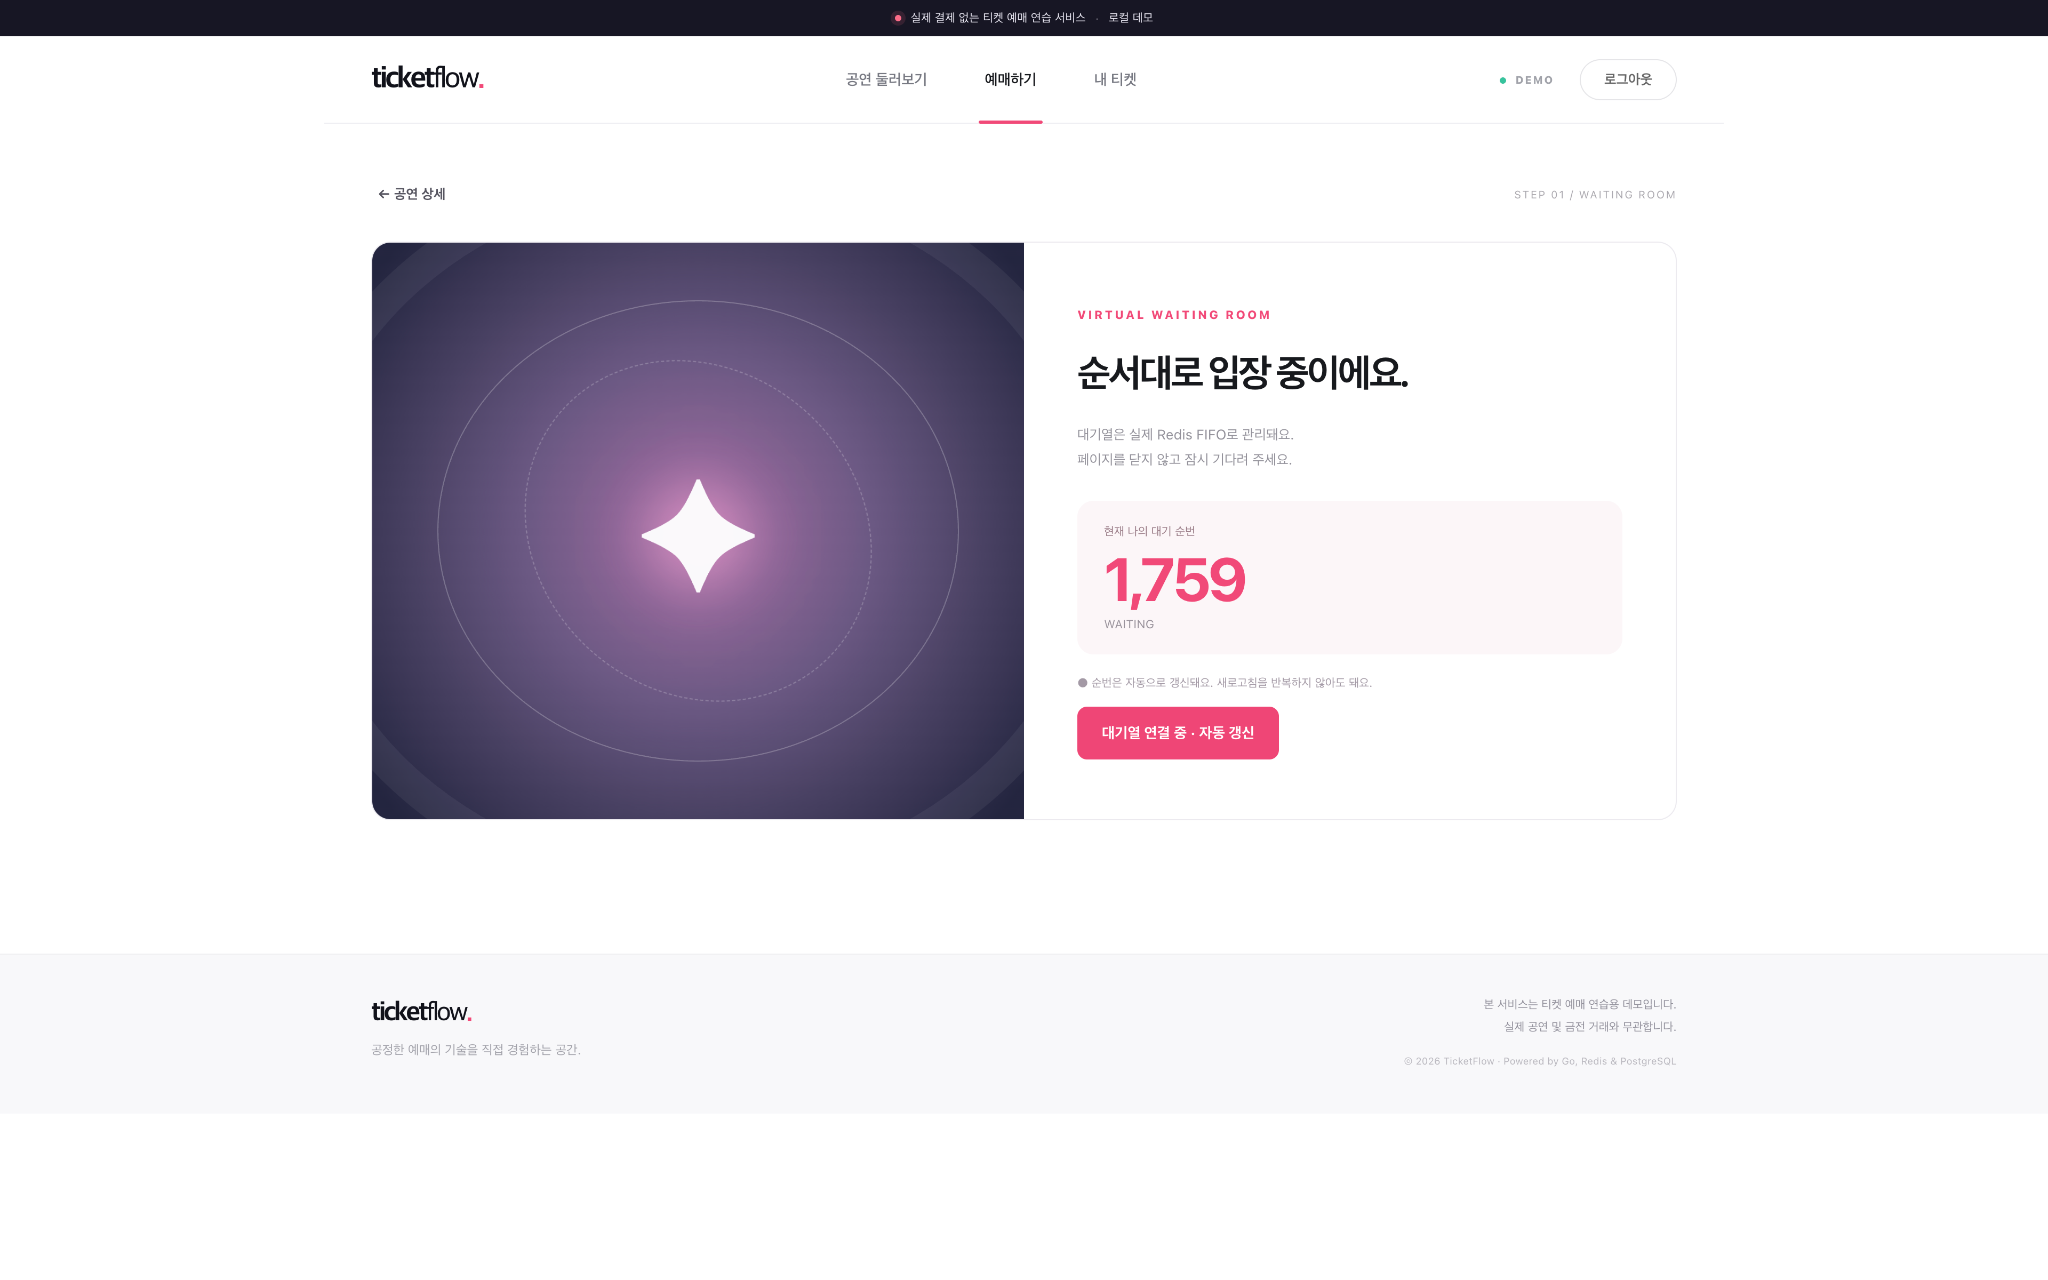 실제 결제 없는 티켓 예매 연습 서비스 · 로컬 데모
ticketflow.
공연 둘러보기
예매하기
내 티켓
DEMO
로그아웃
← 공연 상세
STEP 01 / WAITING ROOM
VIRTUAL WAITING ROOM
순서대로 입장 중이에요.
대기열은 실제 Redis FIFO로 관리돼요.
페이지를 닫지 않고 잠시 기다려 주세요.
현재 나의 대기 순번
1,759
WAITING
● 순번은 자동으로 갱신돼요. 새로고침을 반복하지 않아도 돼요.
대기열 연결 중 · 자동 갱신
ticketflow.
공정한 예매의 기술을 직접 경험하는 공간.
본 서비스는 티켓 예매 연습용 데모입니다.
실제 공연 및 금전 거래와 무관합니다.
© 2026 TicketFlow · Powered by Go, Redis & PostgreSQL